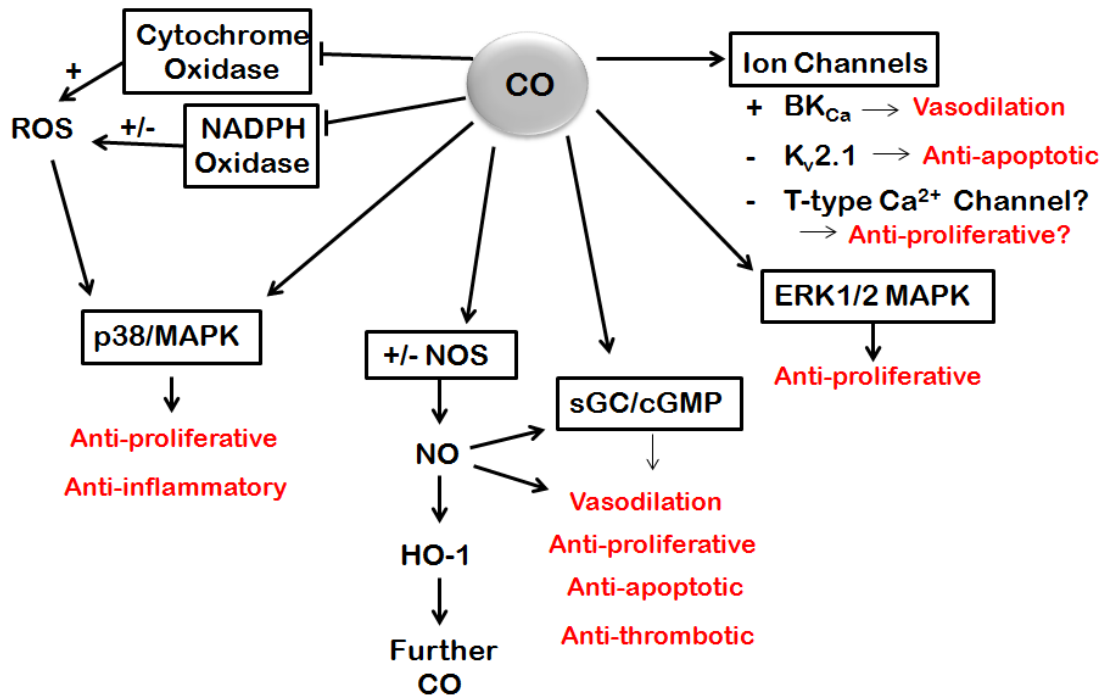 Cytochrome
Oxidase
CO
Ion Channels
+
ROS
+/-
NADPH
Oxidase
+ BKCa → Vasodilation
- Kv2.1 → Anti-apoptotic
- T-type Ca²⁺ Channel?
→ Anti-proliferative?
p38/MAPK
+/- NOS
ERK1/2 MAPK
sGC/cGMP
Anti-proliferative
Anti-proliferative
Anti-inflammatory
NO
Vasodilation
Anti-proliferative
Anti-apoptotic
Anti-thrombotic
HO-1
Further
CO